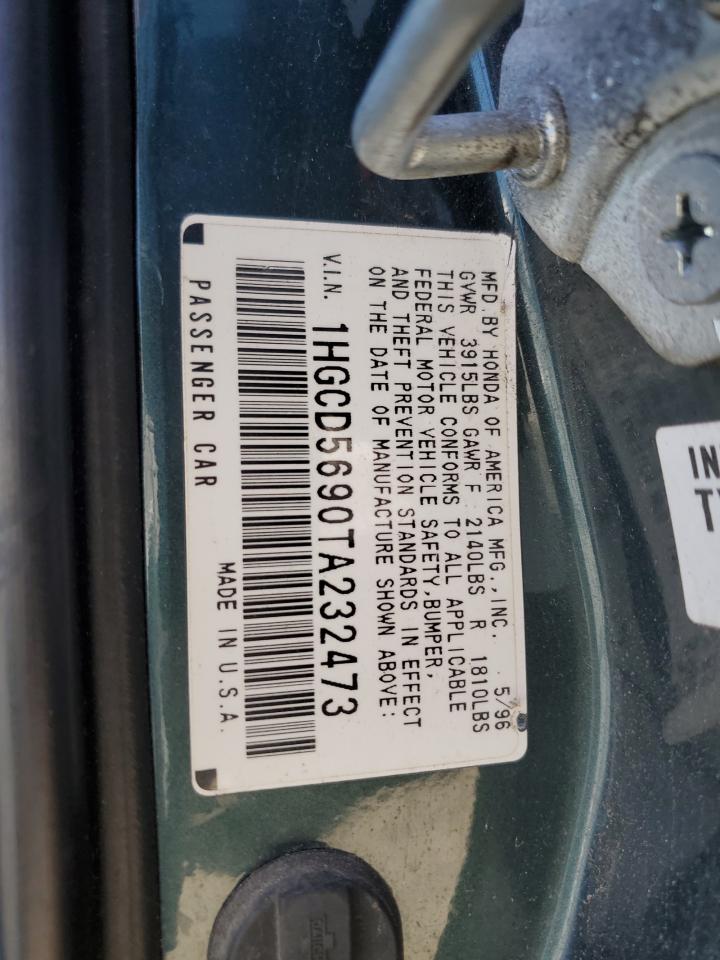 MFD.BY HONDA OF AMERICA MFG.,INC. 5/96
GVWR 3915LBS GAWR F 2140LBS R 1810LBS
THIS VEHICLE CONFORMS TO ALL APPLICABLE
FEDERAL MOTOR VEHICLE SAFETY,BUMPER,
AND THEFT PREVENTION STANDARDS IN EFFECT
ON THE DATE OF MANUFACTURE SHOWN ABOVE:
V.I.N. 1HGCD5690TA232473
PASSENGER CAR MADE IN U.S.A.
IN